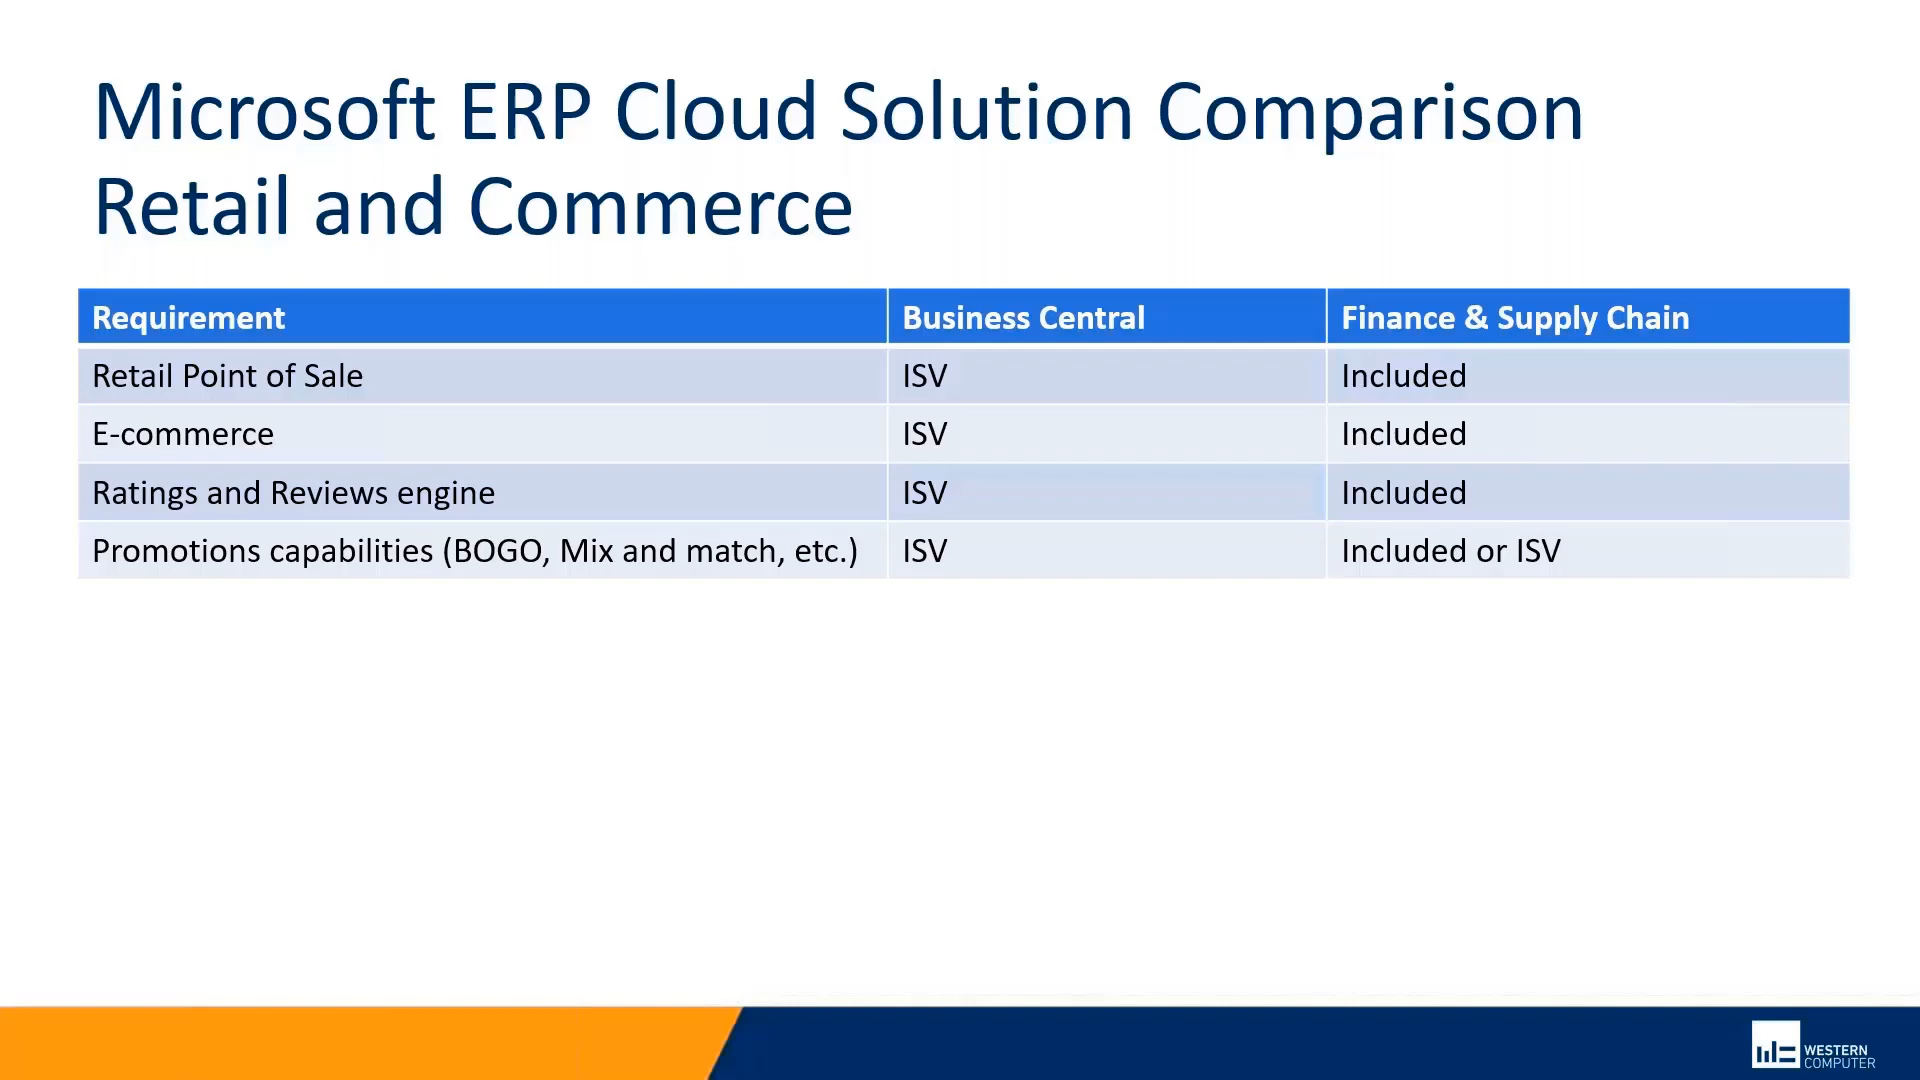 Microsoft ERP Cloud Solution Comparison
Retail and Commerce
Requirement Business Central Finance & Supply Chain
Retail Point of Sale ISV Included
E-commerce ISV Included
Ratings and Reviews engine ISV Included
Promotions capabilities (BOGO, Mix and match, etc.) ISV Included or ISV
WESTERN
COMPUTER